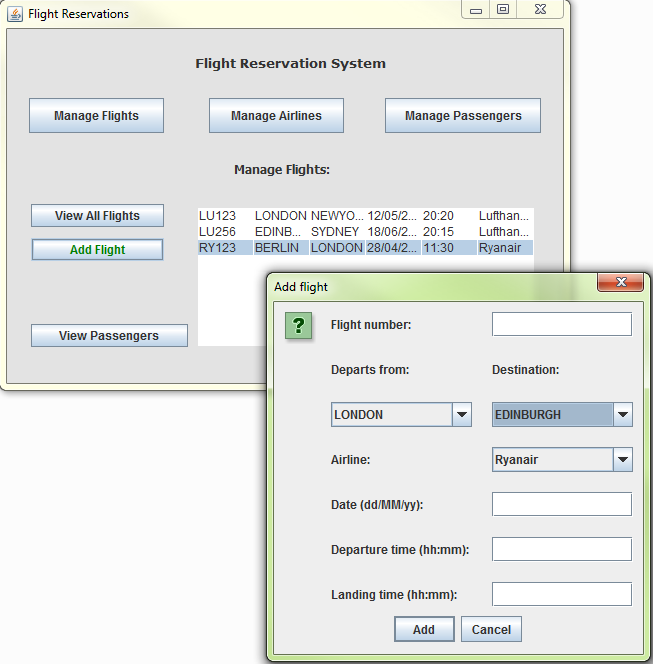 Flight Reservations
Flight Reservation System
Manage Flights Manage Airlines Manage Passengers
Manage Flights:
View All Flights
Add Flight
View Passengers
LU123 LONDON NEWYO... 12/05/2... 20:20 Lufthan...
LU256 EDINB... SYDNEY 18/06/2... 20:15 Lufthan...
RY123 BERLIN LONDON 28/04/2... 11:30 Ryanair
Add flight
?
Flight number:
Departs from: Destination:
LONDON EDINBURGH
Airline: Ryanair
Date (dd/MM/yy):
Departure time (hh:mm):
Landing time (hh:mm):
Add Cancel